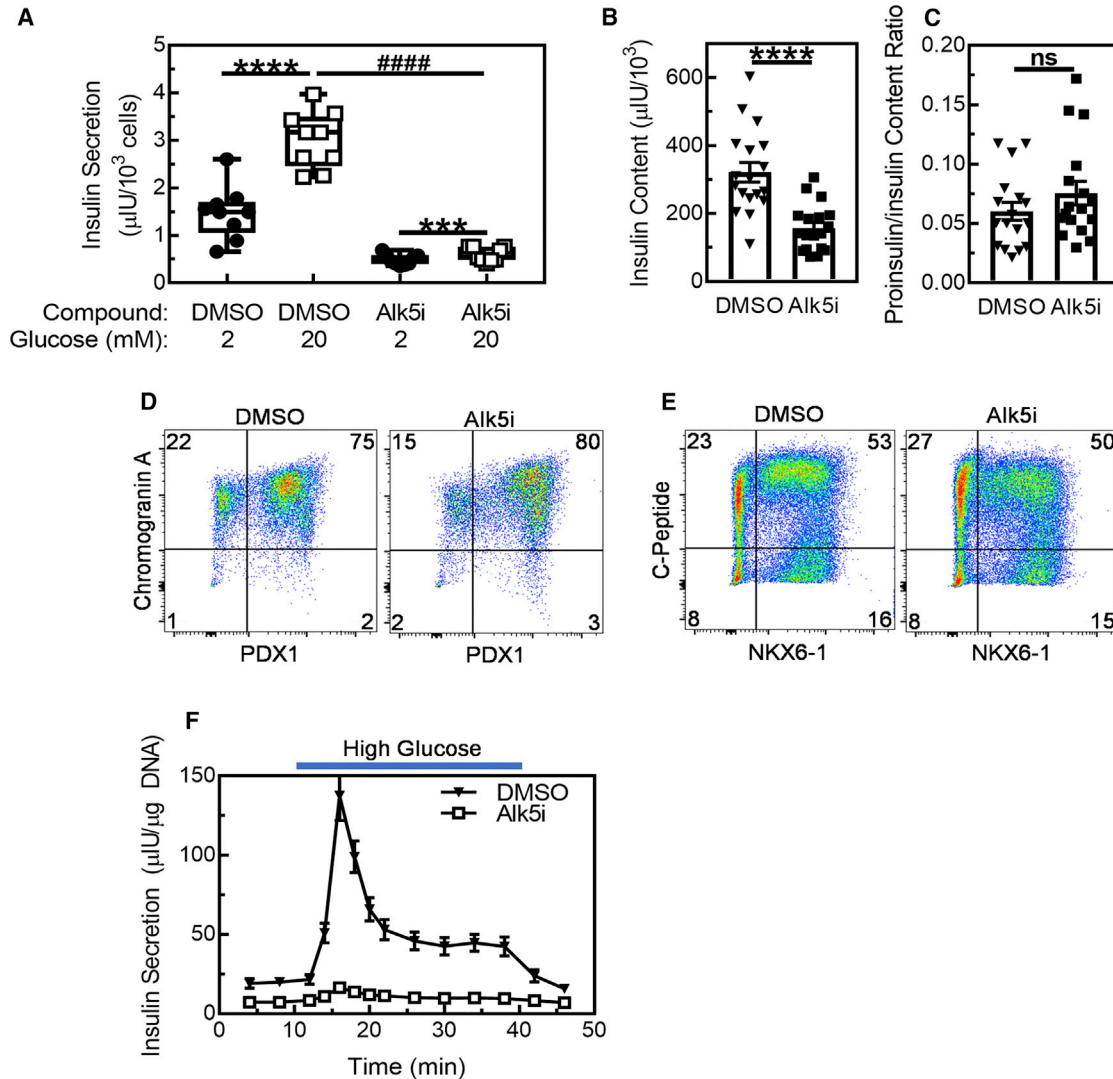 A
Insulin Secretion
(µIU/10³ cells)
5
4
3
2
1
0
****
####
***
Compound: DMSO DMSO Alk5i Alk5i
Glucose (mM): 2 20 2 20
B
Insulin Content (µIU/10³)
600
400
200
0
****
DMSO Alk5i
C
Proinsulin/insulin Content Ratio
0.20
0.15
0.10
0.05
0.00
ns
DMSO Alk5i
D
DMSO
Alk5i
Chromogranin A
22 75
1 2
15 80
2 3
PDX1
PDX1
E
DMSO
Alk5i
C-Peptide
23 53
8 16
27 50
8 15
NKX6-1
NKX6-1
F
High Glucose
Insulin Secretion (µIU/µg DNA)
150
100
50
0
DMSO
Alk5i
0 10 20 30 40 50
Time (min)